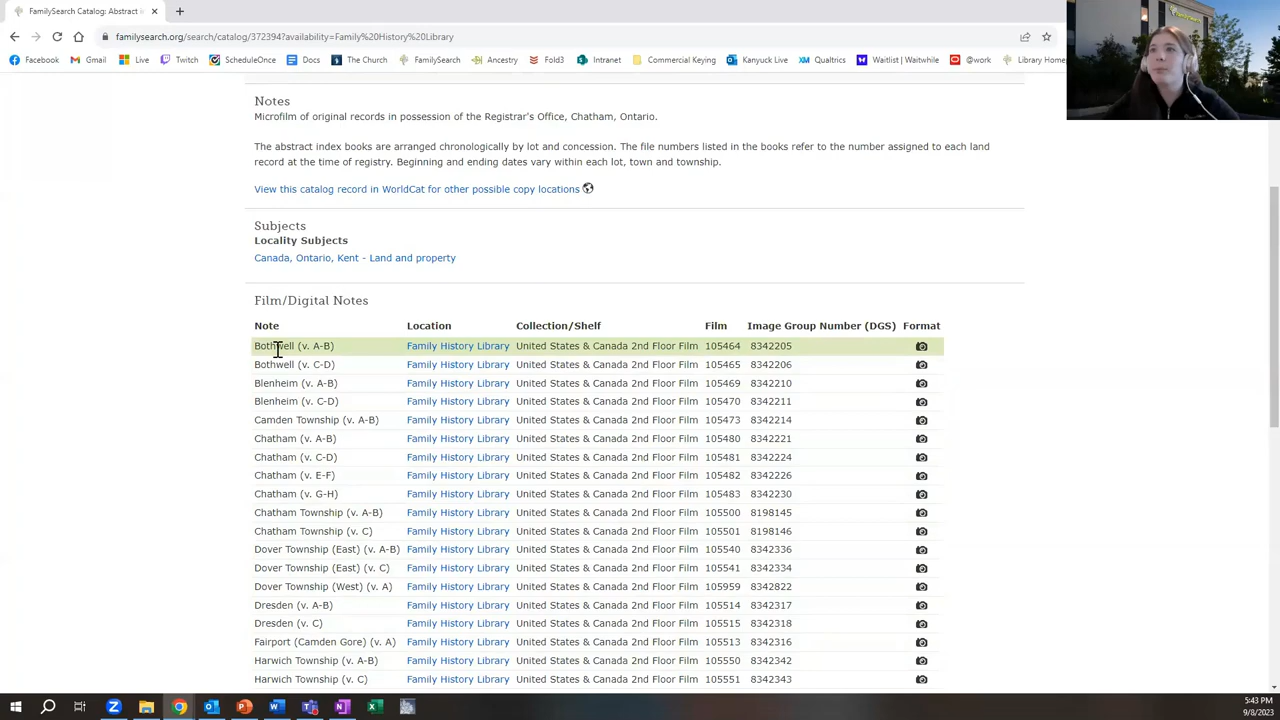 FamilySearch Catalog: Abstract i
familysearch.org/search/catalog/372394?availability=Family%20History%20Library
Facebook Gmail Live Twitch ScheduleOnce Docs The Church FamilySearch Ancestry Fold3 Intranet Commercial Keying Kanyuck Live Qualtrics Waitlist | Waitwhile @work Library Home
FamilySearch
Notes
Microfilm of original records in possession of the Registrar's Office, Chatham, Ontario.
The abstract index books are arranged chronologically by lot and concession. The file numbers listed in the books refer to the number assigned to each land
record at the time of registry. Beginning and ending dates vary within each lot, town and township.
View this catalog record in WorldCat for other possible copy locations
Subjects
Locality Subjects
Canada, Ontario, Kent - Land and property
Film/Digital Notes
Note Location Collection/Shelf Film Image Group Number (DGS) Format
Bothwell (v. A-B) Family History Library United States & Canada 2nd Floor Film 105464 8342205
Bothwell (v. C-D) Family History Library United States & Canada 2nd Floor Film 105465 8342206
Blenheim (v. A-B) Family History Library United States & Canada 2nd Floor Film 105469 8342210
Blenheim (v. C-D) Family History Library United States & Canada 2nd Floor Film 105470 8342211
Camden Township (v. A-B) Family History Library United States & Canada 2nd Floor Film 105473 8342214
Chatham (v. A-B) Family History Library United States & Canada 2nd Floor Film 105480 8342221
Chatham (v. C-D) Family History Library United States & Canada 2nd Floor Film 105481 8342224
Chatham (v. E-F) Family History Library United States & Canada 2nd Floor Film 105482 8342226
Chatham (v. G-H) Family History Library United States & Canada 2nd Floor Film 105483 8342230
Chatham Township (v. A-B) Family History Library United States & Canada 2nd Floor Film 105500 8198145
Chatham Township (v. C) Family History Library United States & Canada 2nd Floor Film 105501 8198146
Dover Township (East) (v. A-B) Family History Library United States & Canada 2nd Floor Film 105540 8342336
Dover Township (East) (v. C) Family History Library United States & Canada 2nd Floor Film 105541 8342334
Dover Township (West) (v. A) Family History Library United States & Canada 2nd Floor Film 105959 8342822
Dresden (v. A-B) Family History Library United States & Canada 2nd Floor Film 105514 8342317
Dresden (v. C) Family History Library United States & Canada 2nd Floor Film 105515 8342318
Fairport (Camden Gore) (v. A) Family History Library United States & Canada 2nd Floor Film 105513 8342316
Harwich Township (v. A-B) Family History Library United States & Canada 2nd Floor Film 105550 8342342
Harwich Township (v. C) Family History Library United States & Canada 2nd Floor Film 105551 8342343
5:43 PM
9/8/2023